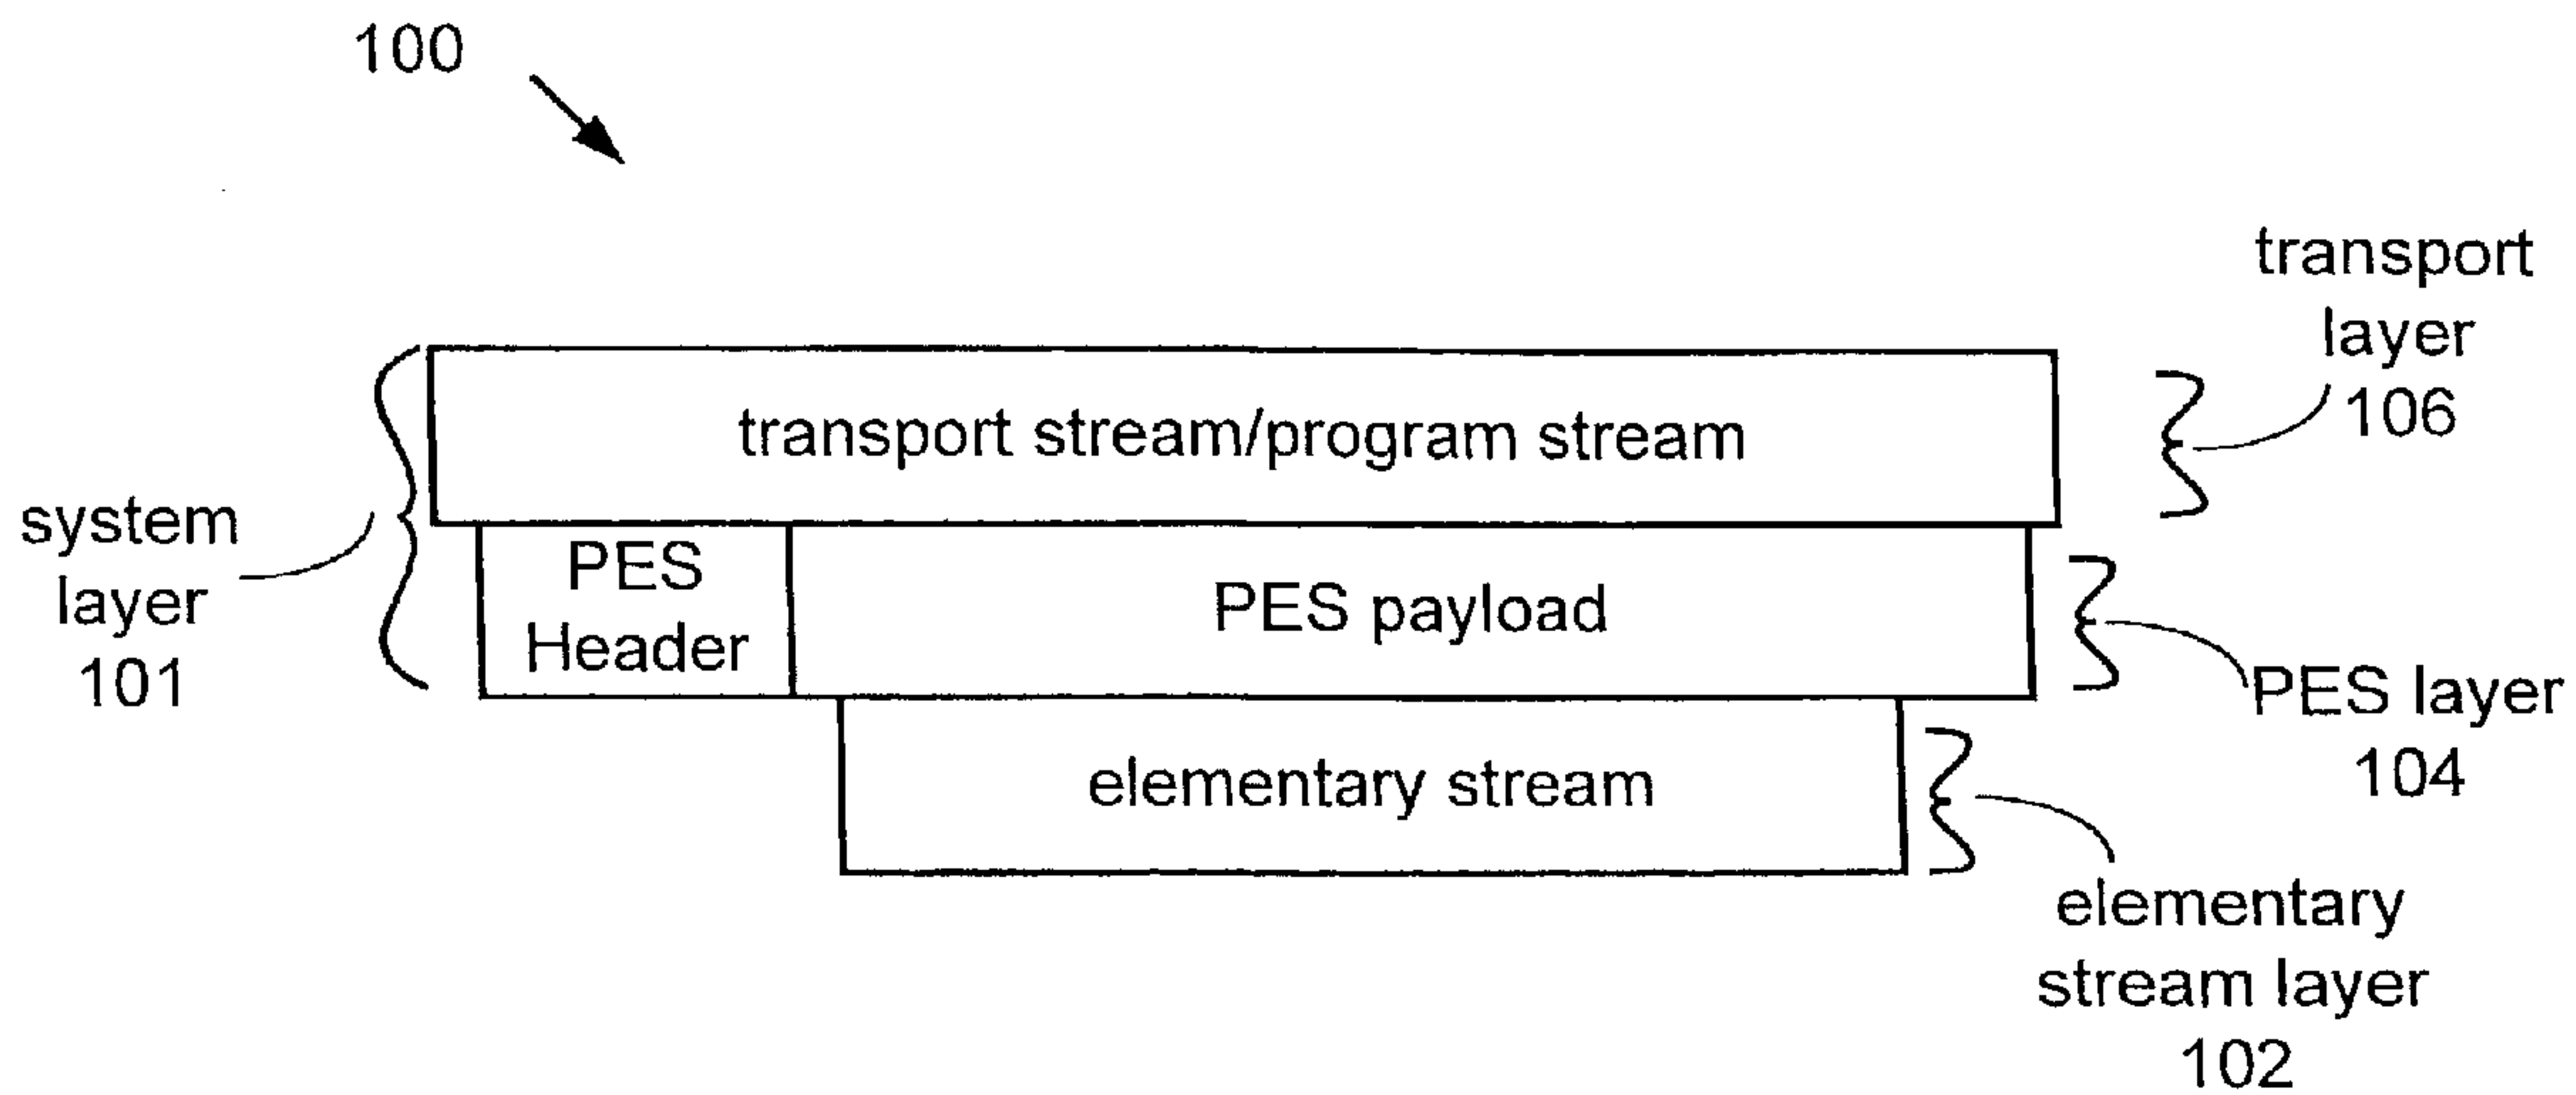 100
transport
layer
106
transport stream/program stream
system
layer
101
PES
Header
PES payload
PES layer
104
elementary stream
elementary
stream layer
102